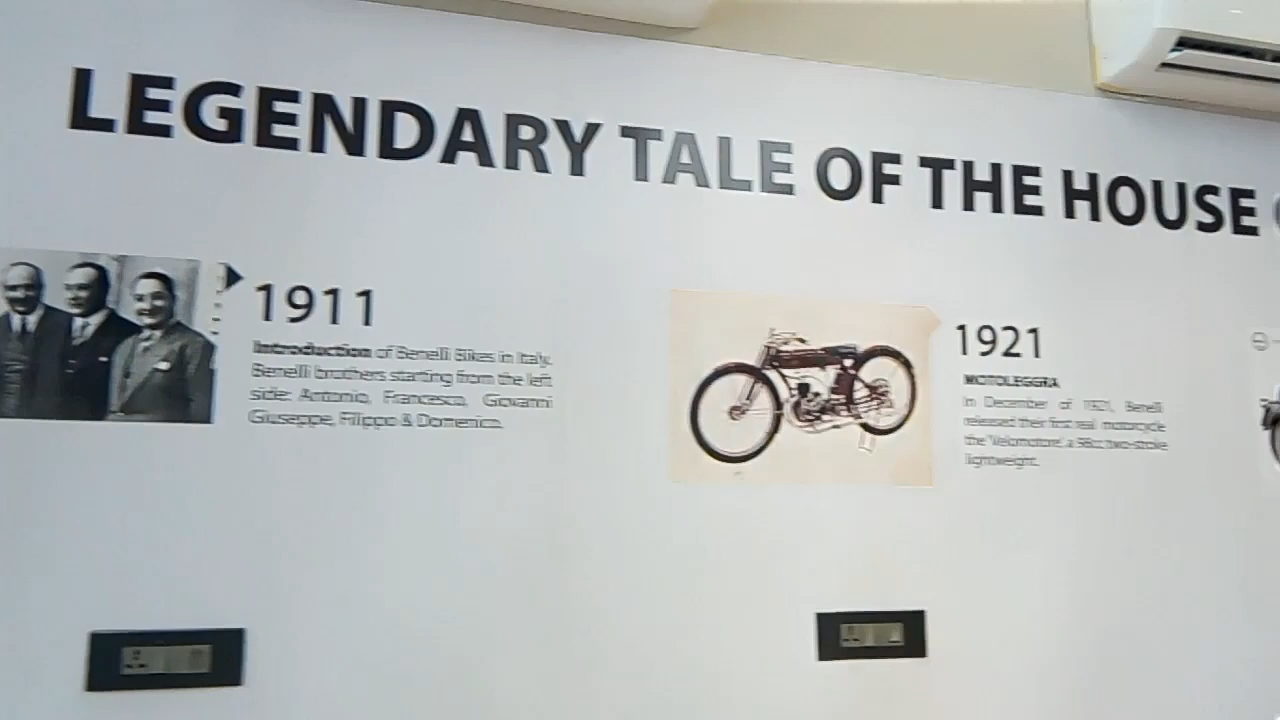 LEGENDARY TALE OF THE HOUSE
1911
Introduction of Benelli Bikes in Italy.
Benelli brothers starting from the left
side: Antonio, Francesco, Giovanni
Giuseppe, Filippo & Domenico.
1921
MOTOLEGGRA
In December of 1921, Benelli
released their first real motorcycle
the 'Velomotore', a 98cc two-stroke
lightweight.